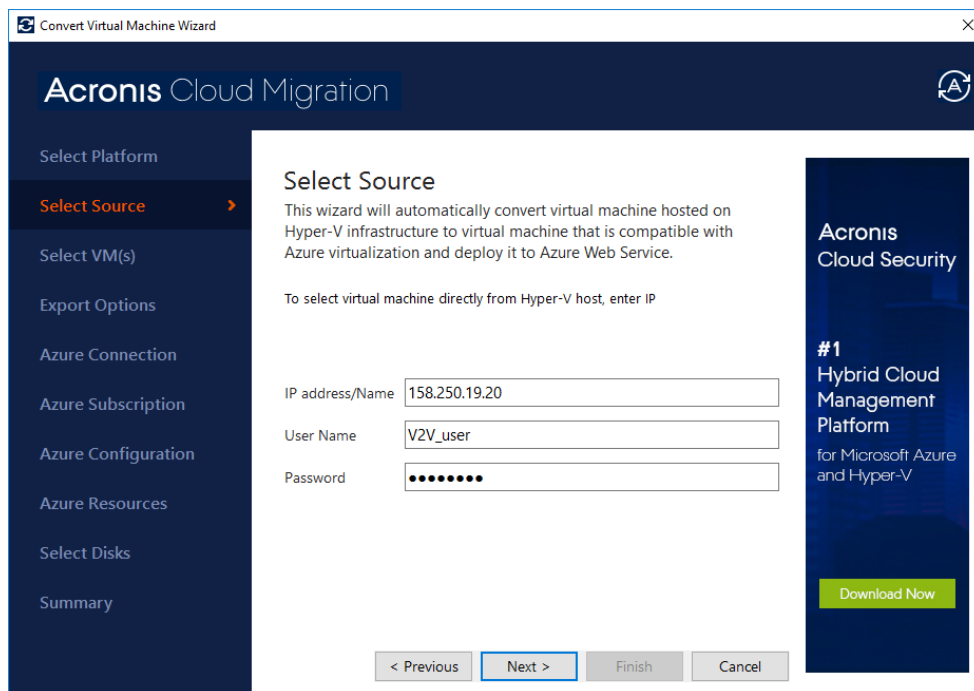 Convert Virtual Machine Wizard
Acronis Cloud Migration
Select Platform
Select Source
Select VM(s)
Export Options
Azure Connection
Azure Subscription
Azure Configuration
Azure Resources
Select Disks
Summary
Select Source
This wizard will automatically convert virtual machine hosted on
Hyper-V infrastructure to virtual machine that is compatible with
Azure virtualization and deploy it to Azure Web Service.
To select virtual machine directly from Hyper-V host, enter IP
IP address/Name 158.250.19.20
User Name V2V_user
Password ●●●●●●●●
< Previous Next > Finish Cancel
Acronis
Cloud Security
#1
Hybrid Cloud
Management
Platform
for Microsoft Azure
and Hyper-V
Download Now